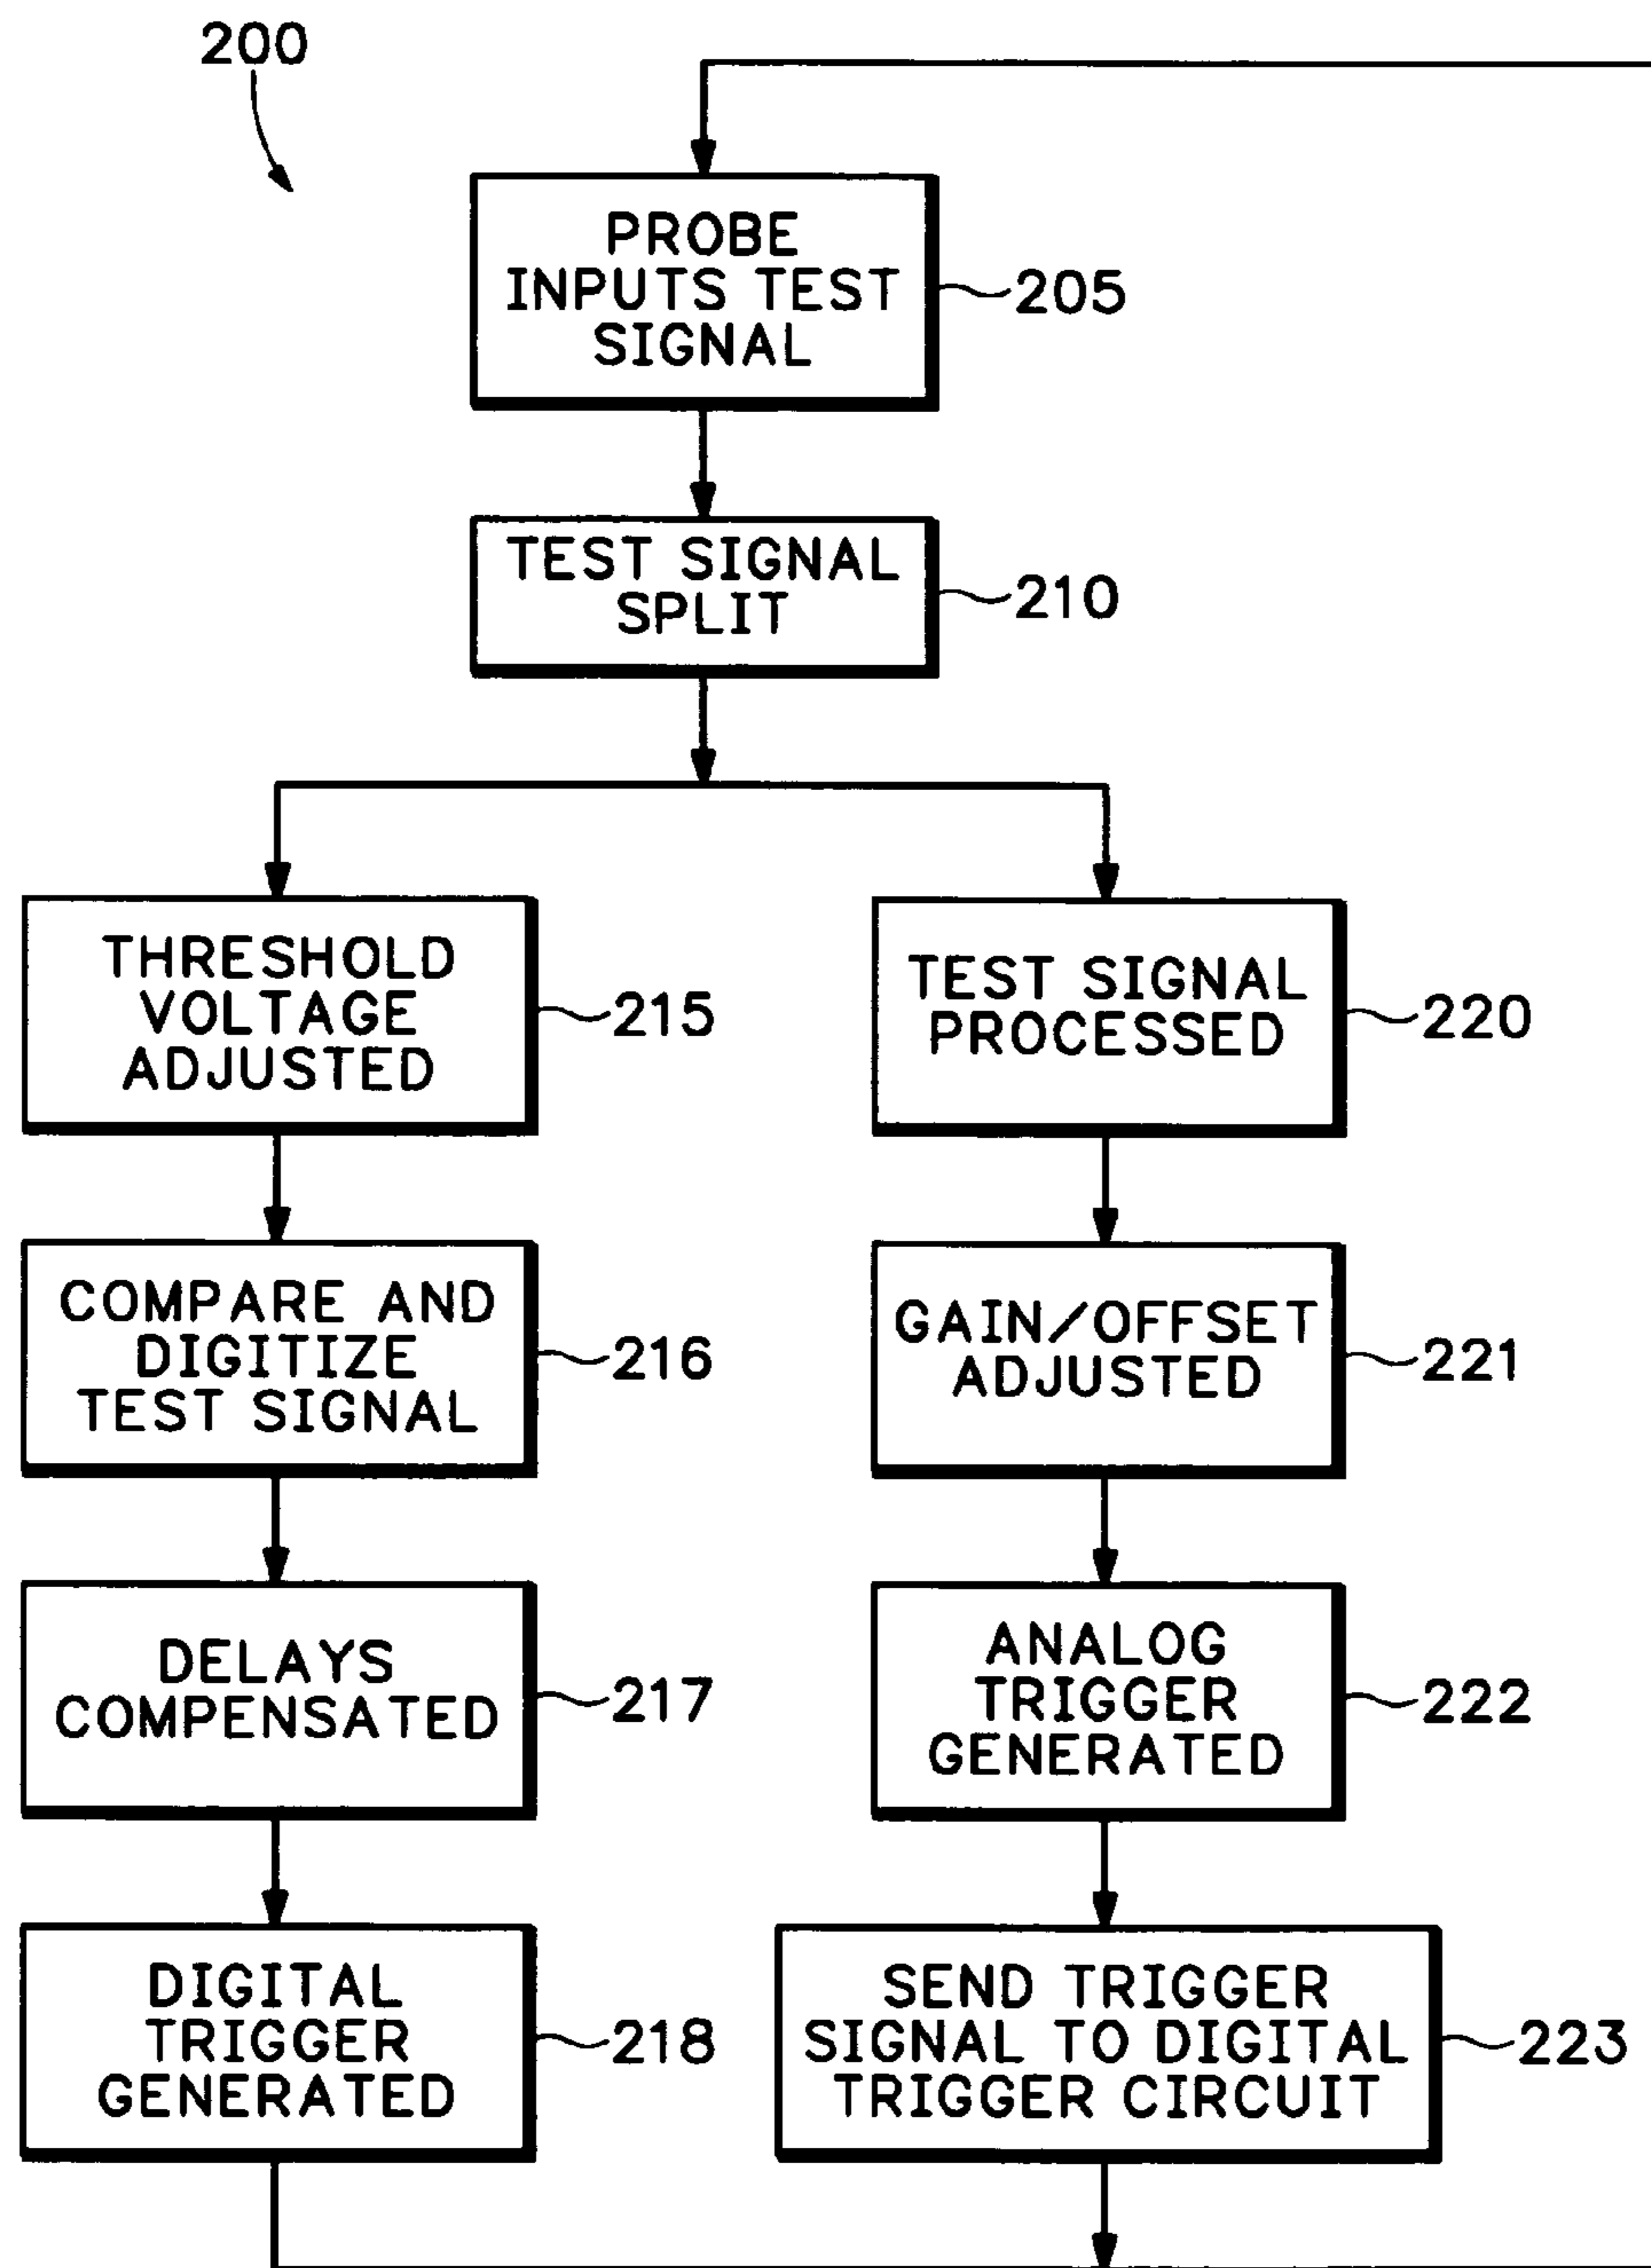 200
PROBE
INPUTS TEST
SIGNAL
205
TEST SIGNAL
SPLIT
210
THRESHOLD
VOLTAGE
ADJUSTED
215
TEST SIGNAL
PROCESSED
220
COMPARE AND
DIGITIZE
TEST SIGNAL
216
GAIN/OFFSET
ADJUSTED
221
DELAYS
COMPENSATED
217
ANALOG
TRIGGER
GENERATED
222
DIGITAL
TRIGGER
GENERATED
218
SEND TRIGGER
SIGNAL TO DIGITAL
TRIGGER CIRCUIT
223